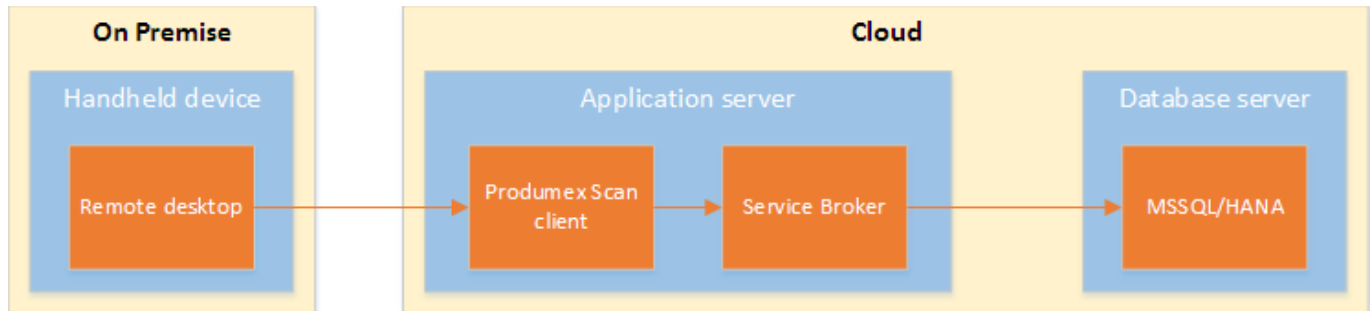 On Premise
Cloud
Handheld device
Application server
Database server
Remote desktop
Produmex Scan
client
Service Broker
MSSQL/HANA